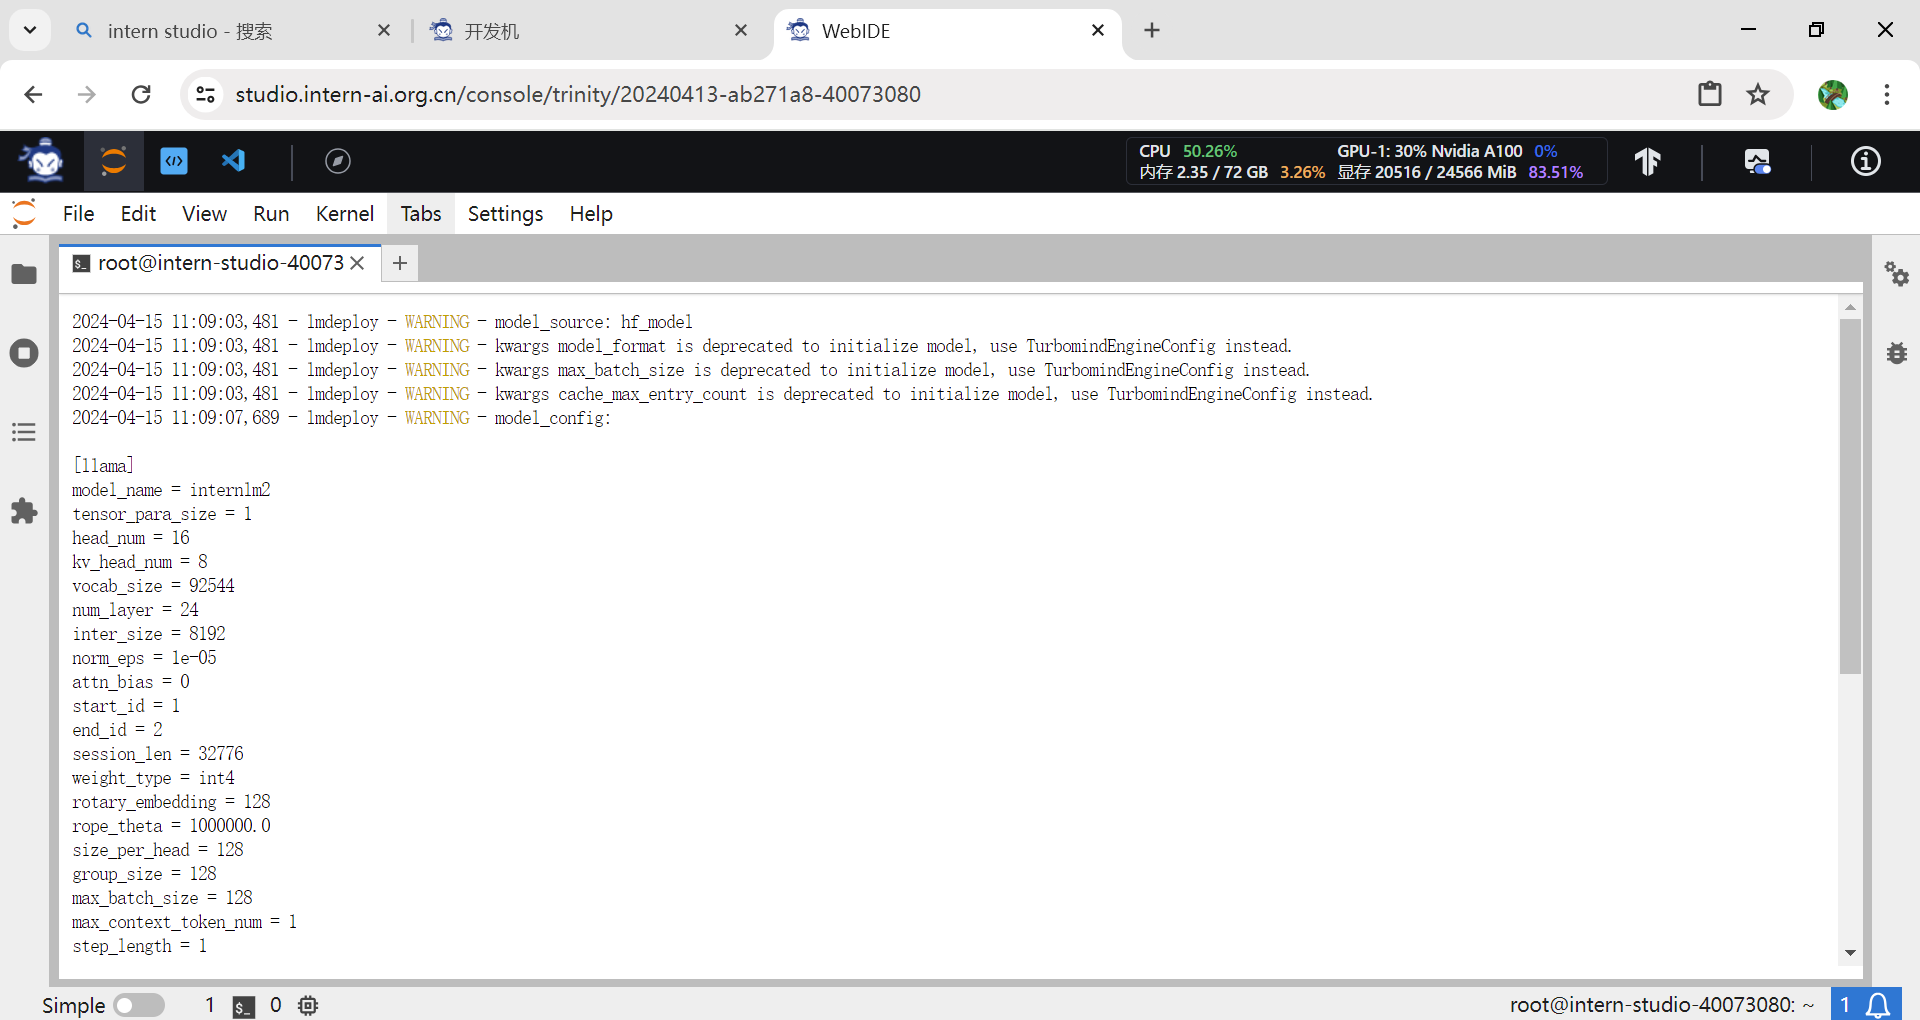 intern studio - 搜索
开发机
WebIDE
studio.intern-ai.org.cn/console/trinity/20240413-ab271a8-40073080
CPU 50.26% GPU-1: 30% Nvidia A100 0%
内存 2.35 / 72 GB 3.26% 显存 20516 / 24566 MiB 83.51%
File Edit View Run Kernel Tabs Settings Help
root@intern-studio-40073
2024-04-15 11:09:03,481 - lmdeploy - WARNING - model_source: hf_model
2024-04-15 11:09:03,481 - lmdeploy - WARNING - kwargs model_format is deprecated to initialize model, use TurbomindEngineConfig instead.
2024-04-15 11:09:03,481 - lmdeploy - WARNING - kwargs max_batch_size is deprecated to initialize model, use TurbomindEngineConfig instead.
2024-04-15 11:09:03,481 - lmdeploy - WARNING - kwargs cache_max_entry_count is deprecated to initialize model, use TurbomindEngineConfig instead.
2024-04-15 11:09:07,689 - lmdeploy - WARNING - model_config:
[llama]
model_name = internlm2
tensor_para_size = 1
head_num = 16
kv_head_num = 8
vocab_size = 92544
num_layer = 24
inter_size = 8192
norm_eps = 1e-05
attn_bias = 0
start_id = 1
end_id = 2
session_len = 32776
weight_type = int4
rotary_embedding = 128
rope_theta = 1000000.0
size_per_head = 128
group_size = 128
max_batch_size = 128
max_context_token_num = 1
step_length = 1
Simple 1 0 root@intern-studio-40073080: ~ 1